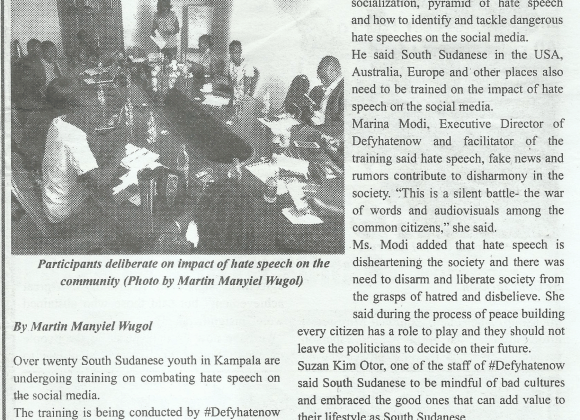 Participants deliberate on impact of hate speech on the
community (Photo by Martin Manyiel Wugol)
By Martin Manyiel Wugol
Over twenty South Sudanese youth in Kampala are
undergoing training on combating hate speech on
the social media.
The training is being conducted by #Defyhatenow
socialization, pyramid of hate speech
and how to identify and tackle dangerous
hate speeches on the social media.
He said South Sudanese in the USA,
Australia, Europe and other places also
need to be trained on the impact of hate
speech on the social media.
Marina Modi, Executive Director of
Defyhatenow and facilitator of the
training said hate speech, fake news and
rumors contribute to disharmony in the
society. “This is a silent battle- the war
of words and audiovisuals among the
common citizens,” she said.
Ms. Modi added that hate speech is
disheartening the society and there was
need to disarm and liberate society from
the grasps of hatred and disbelieve. She
said during the process of peace building
every citizen has a role to play and they should not
leave the politicians to decide on their future.
Suzan Kim Otor, one of the staff of #Defyhatenow
said South Sudanese to be mindful of bad cultures
and embraced the good ones that can add value to
their lifestyle as South Sudanese.